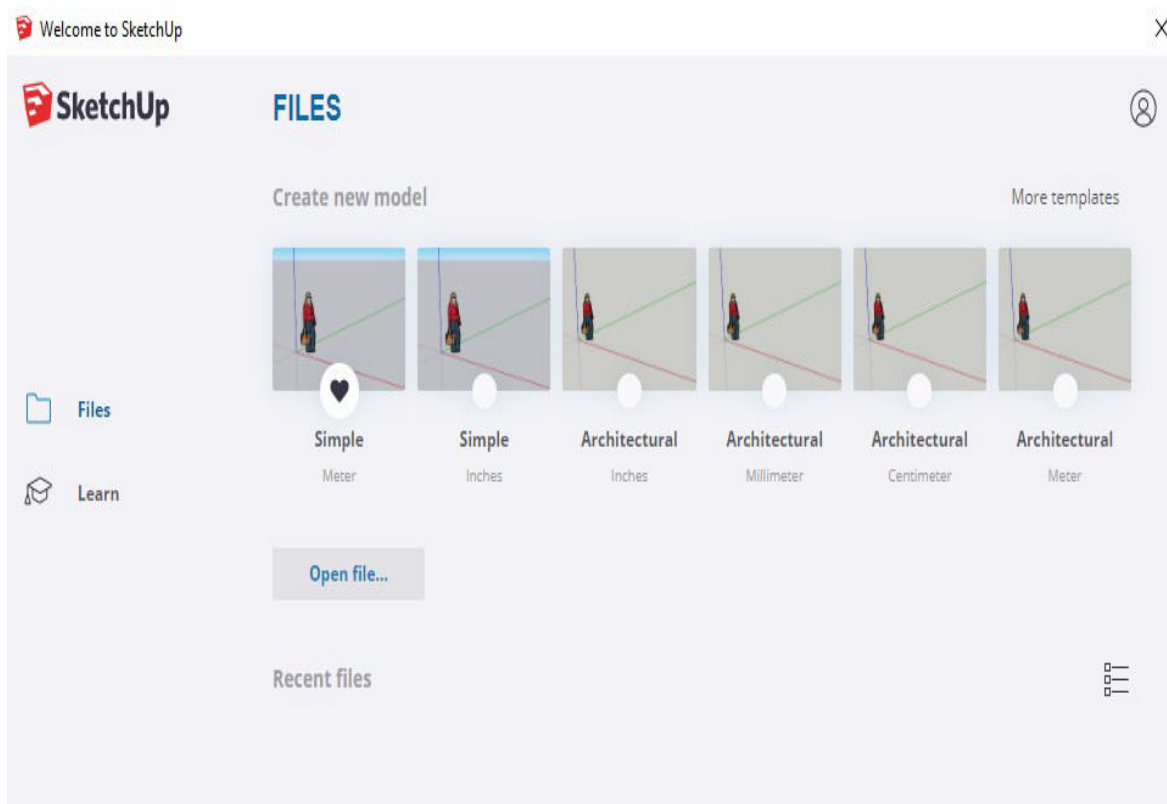 Welcome to SketchUp
SketchUp
FILES
Create new model
More templates
Simple
Meter
Simple
Inches
Architectural
Inches
Architectural
Millimeter
Architectural
Centimeter
Architectural
Meter
Files
Learn
Open file...
Recent files